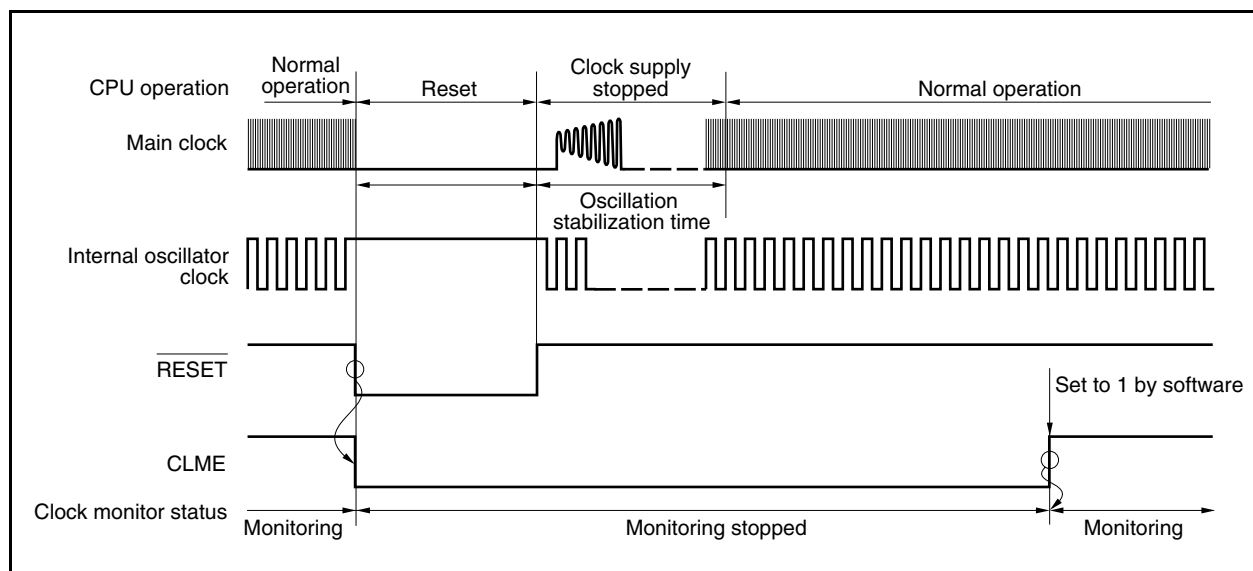 CPU operation
Normal
operation
Reset
Clock supply
stopped
Normal operation
Main clock
Oscillation
stabilization time
Internal oscillator
clock
RESET
Set to 1 by software
CLME
Clock monitor status
Monitoring
Monitoring stopped
Monitoring